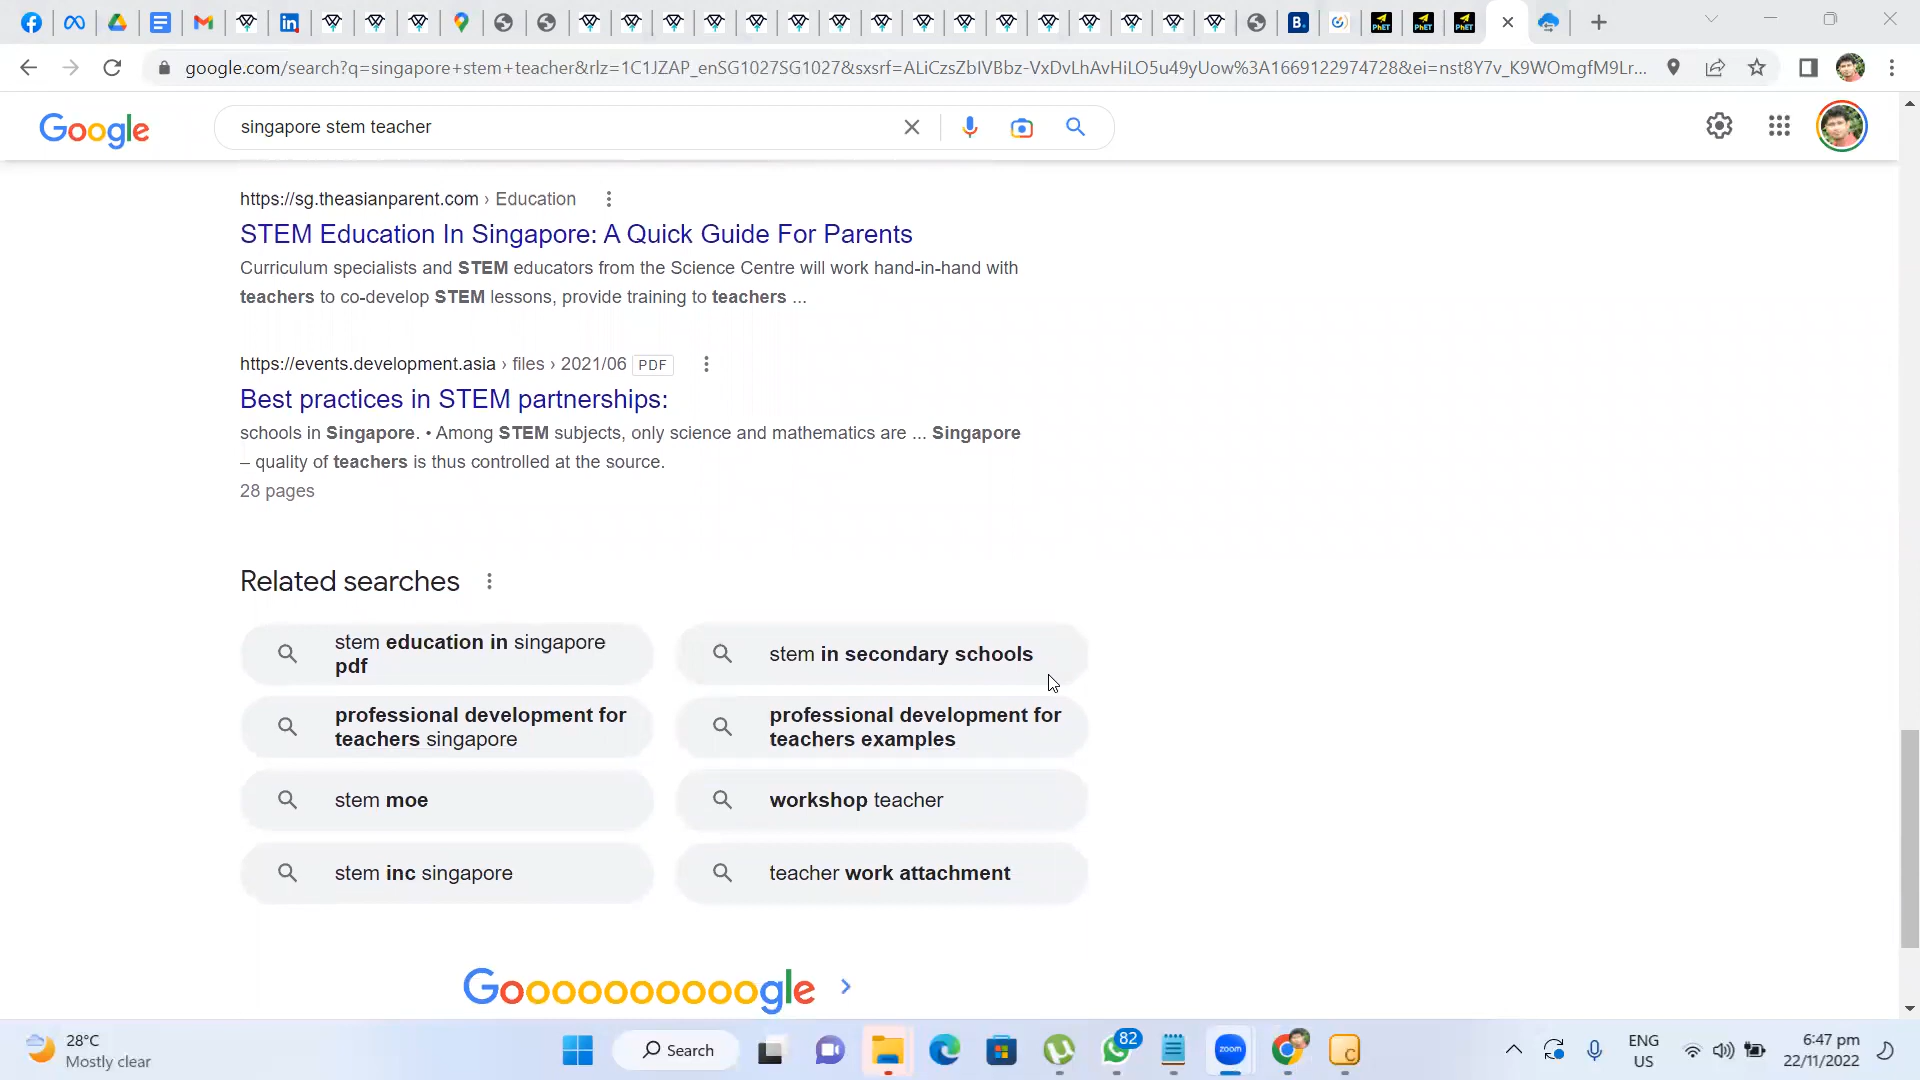 google.com/search?q=singapore+stem+teacher&rlz=1C1JZAP_enSG1027SG1027&sxsrf=ALiCzsZbIVBbz-VxDvLhAvHiLO5u49yUow%3A1669122974728&ei=nst8Y7v_K9WOmgfM9Lr...
Google
singapore stem teacher
https://sg.theasianparent.com › Education
STEM Education In Singapore: A Quick Guide For Parents
Curriculum specialists and STEM educators from the Science Centre will work hand-in-hand with
teachers to co-develop STEM lessons, provide training to teachers ...
https://events.development.asia › files › 2021/06 PDF
Best practices in STEM partnerships:
schools in Singapore. • Among STEM subjects, only science and mathematics are ... Singapore
– quality of teachers is thus controlled at the source.
28 pages
Related searches
stem education in singapore
pdf
stem in secondary schools
professional development for
teachers singapore
professional development for
teachers examples
stem moe
workshop teacher
stem inc singapore
teacher work attachment
Goooooooooogle
28°C
Mostly clear
Search
82
zoom
ENG
US
6:47 pm
22/11/2022